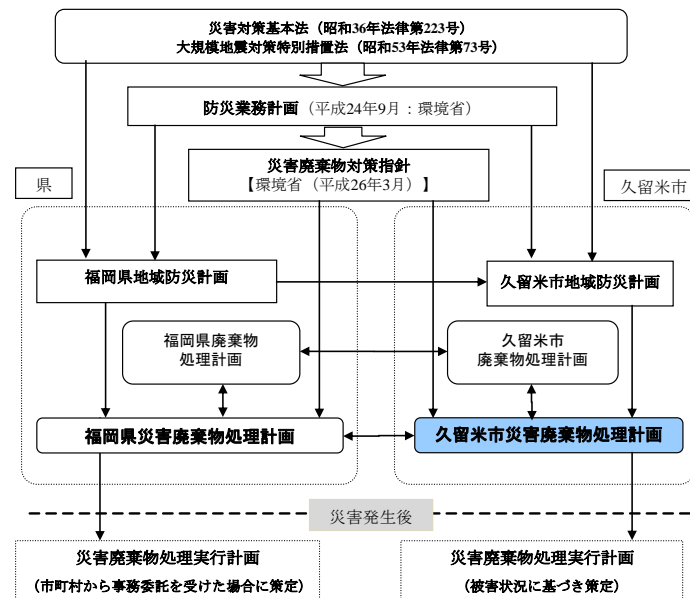 災害対策基本法（昭和36年法律第223号）
大規模地震対策特別措置法（昭和53年法律第73号）
防災業務計画（平成24年9月：環境省）
災害廃棄物対策指針
【環境省（平成26年3月）】
県
久留米市
福岡県地域防災計画
久留米市地域防災計画
福岡県廃棄物
処理計画
久留米市
廃棄物処理計画
福岡県災害廃棄物処理計画
久留米市災害廃棄物処理計画
災害発生後
災害廃棄物処理実行計画
（市町村から事務委託を受けた場合に策定）
災害廃棄物処理実行計画
（被害状況に基づき策定）